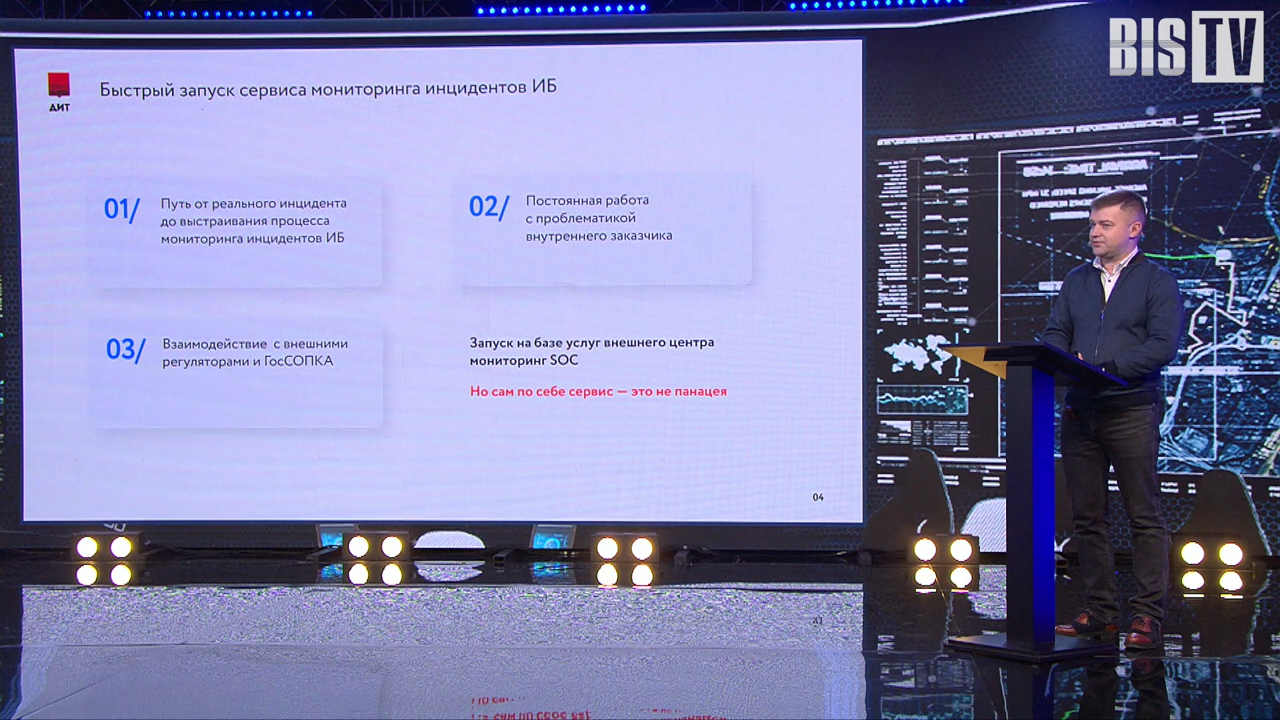 BIS TV
ДИТ
Быстрый запуск сервиса мониторинга инцидентов ИБ
01/
Путь от реального инцидента
до выстраивания процесса
мониторинга инцидентов ИБ
02/
Постоянная работа
с проблематикой
внутреннего заказчика
03/
Взаимодействие с внешними
регуляторами и ГосСОПКА
Запуск на базе услуг внешнего центра
мониторинг SOC
Но сам по себе сервис — это не панацея
04